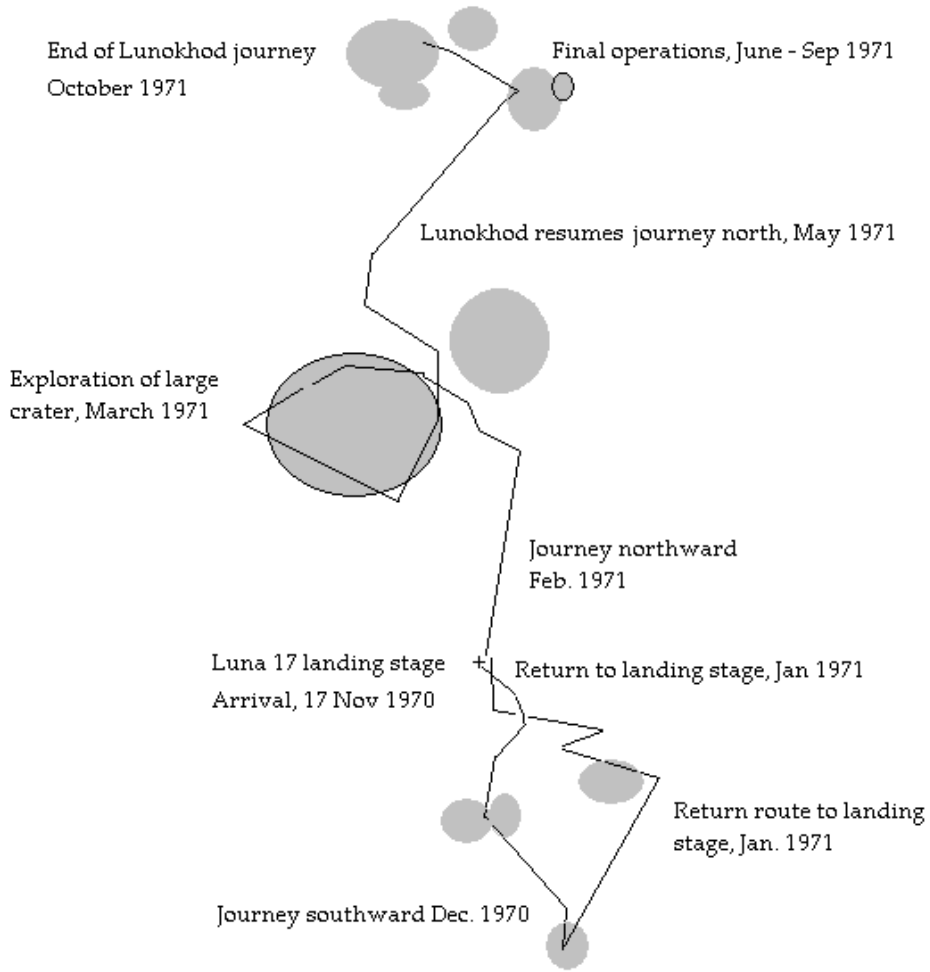 End of Lunokhod journey
October 1971
Final operations, June - Sep 1971
Lunokhod resumes journey north, May 1971
Exploration of large
crater, March 1971
Journey northward
Feb. 1971
Luna 17 landing stage
Arrival, 17 Nov 1970
Return to landing stage, Jan 1971
Return route to landing
stage, Jan. 1971
Journey southward Dec. 1970